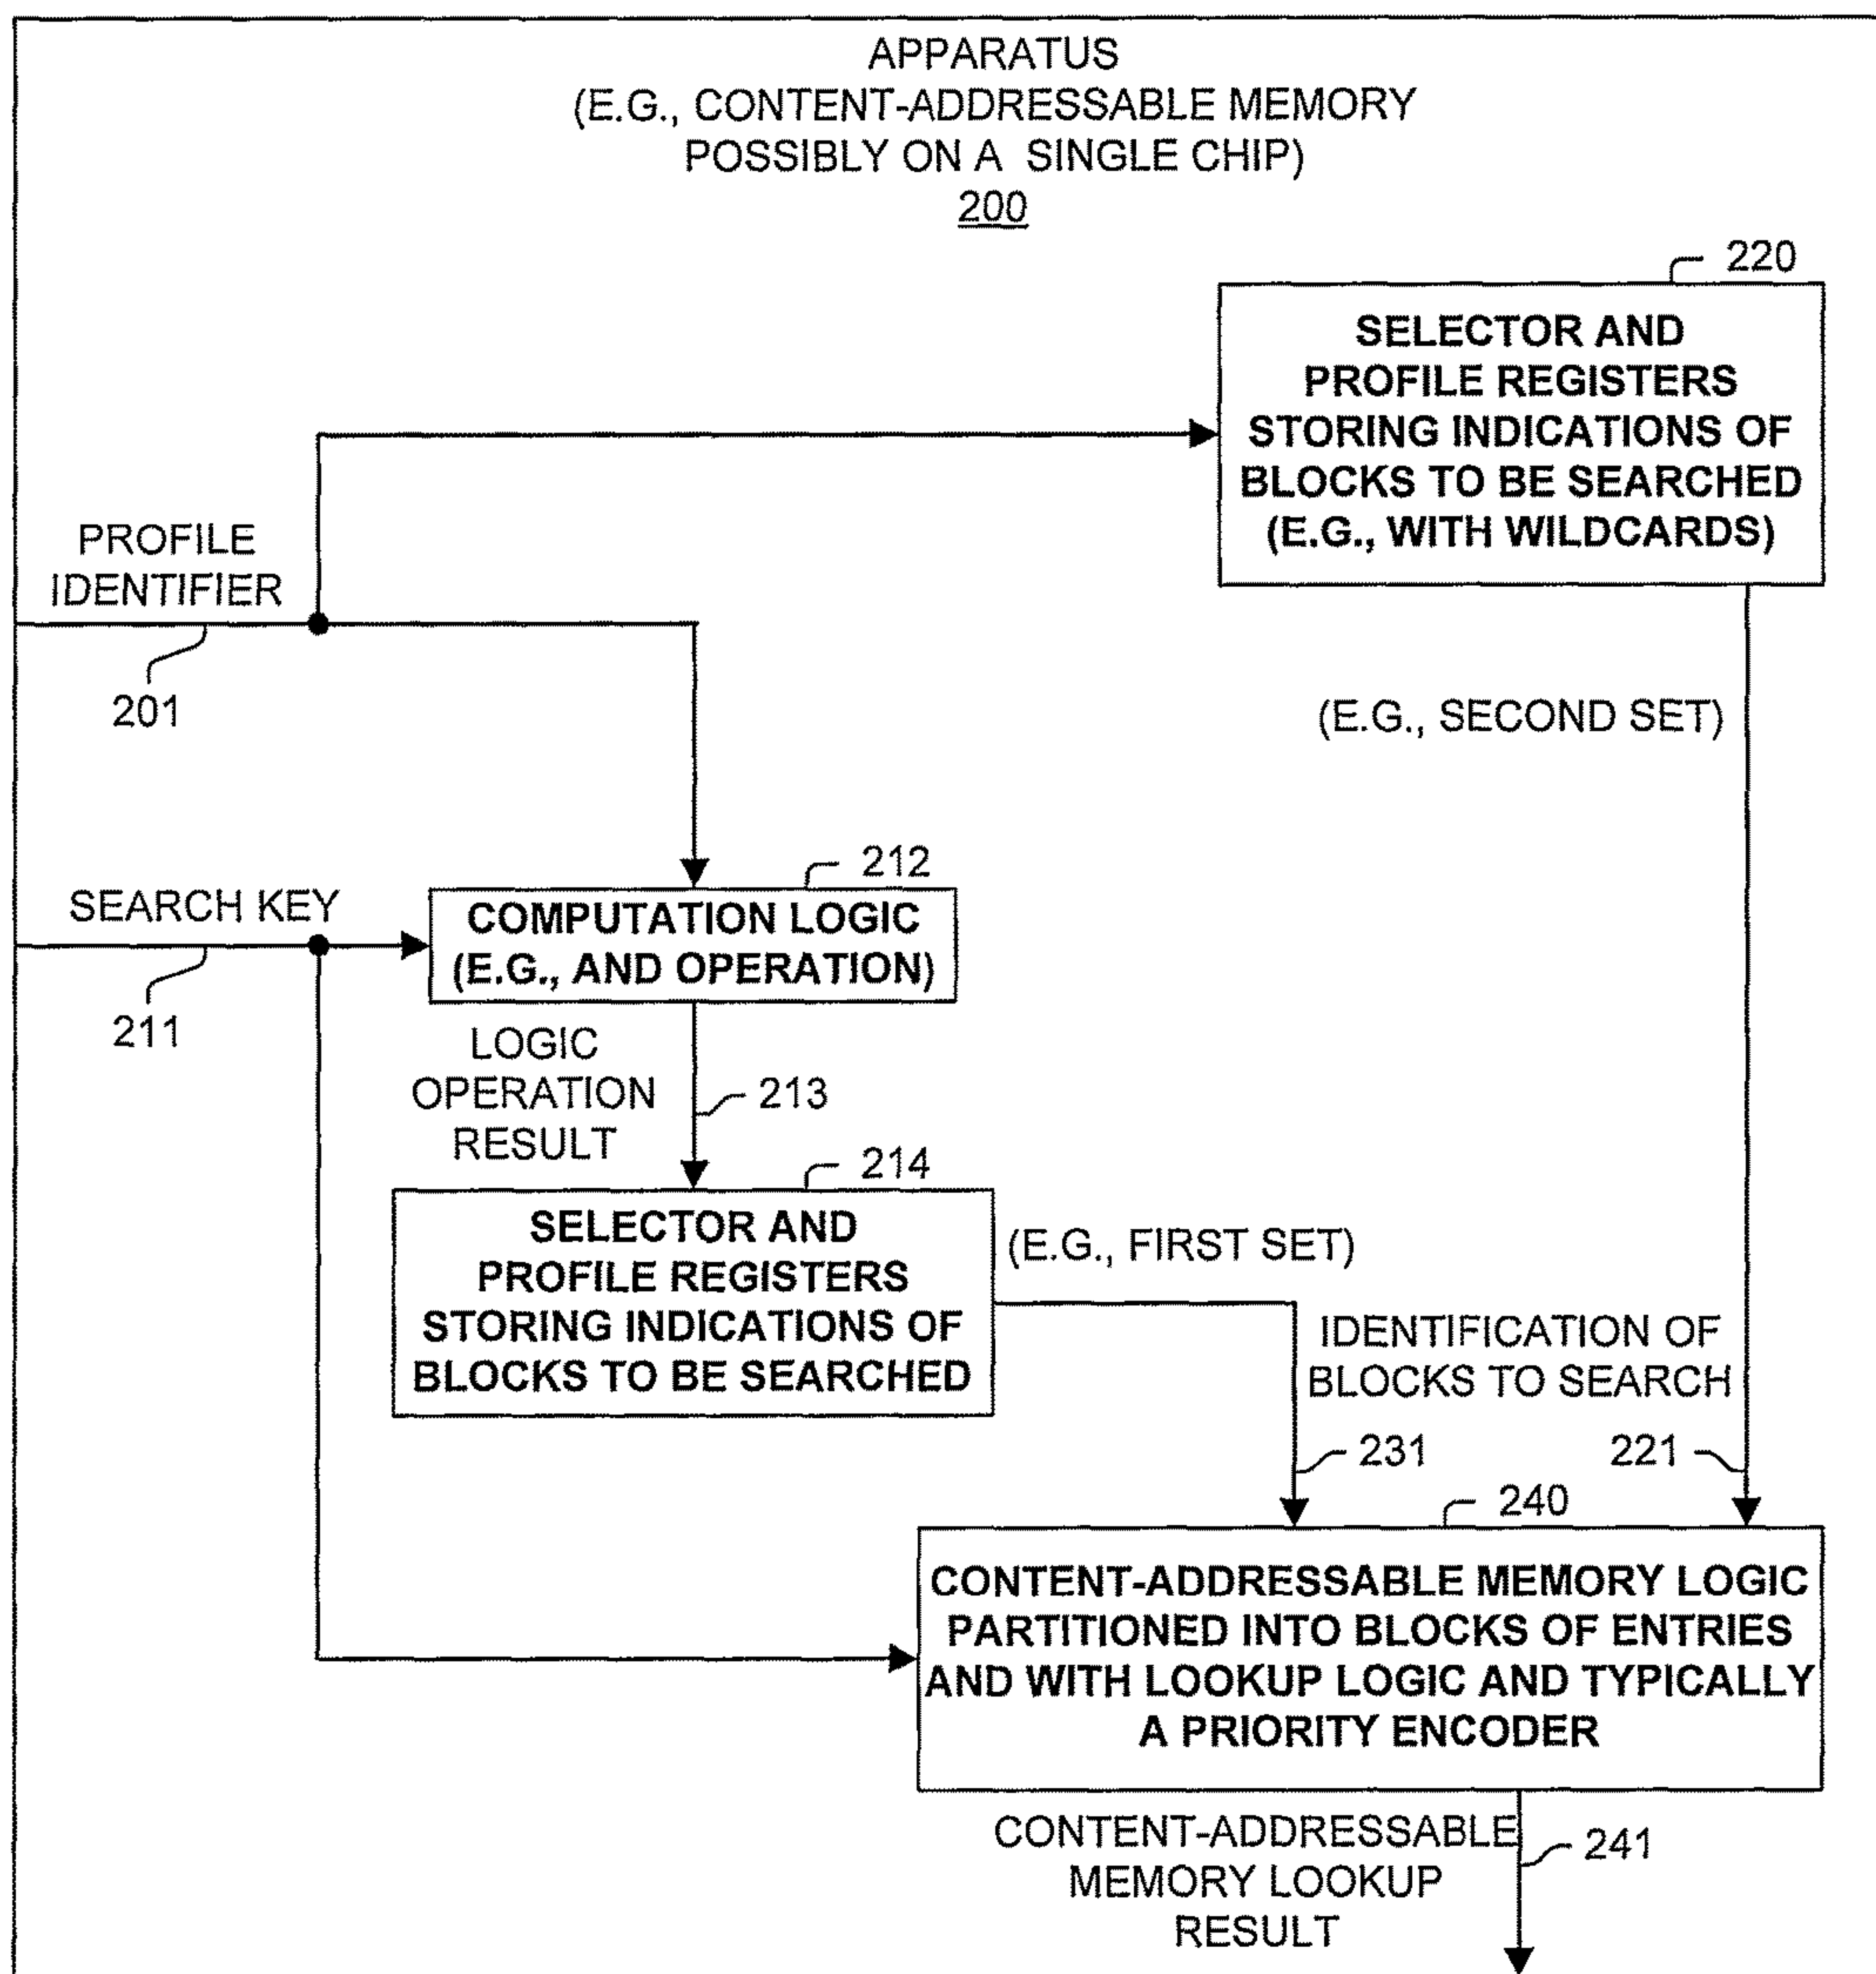 APPARATUS
(E.G., CONTENT-ADDRESSABLE MEMORY
POSSIBLY ON A SINGLE CHIP)
200
220
SELECTOR AND
PROFILE REGISTERS
STORING INDICATIONS OF
BLOCKS TO BE SEARCHED
(E.G., WITH WILDCARDS)
PROFILE
IDENTIFIER
201
(E.G., SECOND SET)
212
SEARCH KEY
211
COMPUTATION LOGIC
(E.G., AND OPERATION)
LOGIC
OPERATION
RESULT
213
214
SELECTOR AND
PROFILE REGISTERS
STORING INDICATIONS OF
BLOCKS TO BE SEARCHED
(E.G., FIRST SET)
IDENTIFICATION OF
BLOCKS TO SEARCH
231
221
240
CONTENT-ADDRESSABLE MEMORY LOGIC
PARTITIONED INTO BLOCKS OF ENTRIES
AND WITH LOOKUP LOGIC AND TYPICALLY
A PRIORITY ENCODER
CONTENT-ADDRESSABLE
MEMORY LOOKUP
RESULT
241